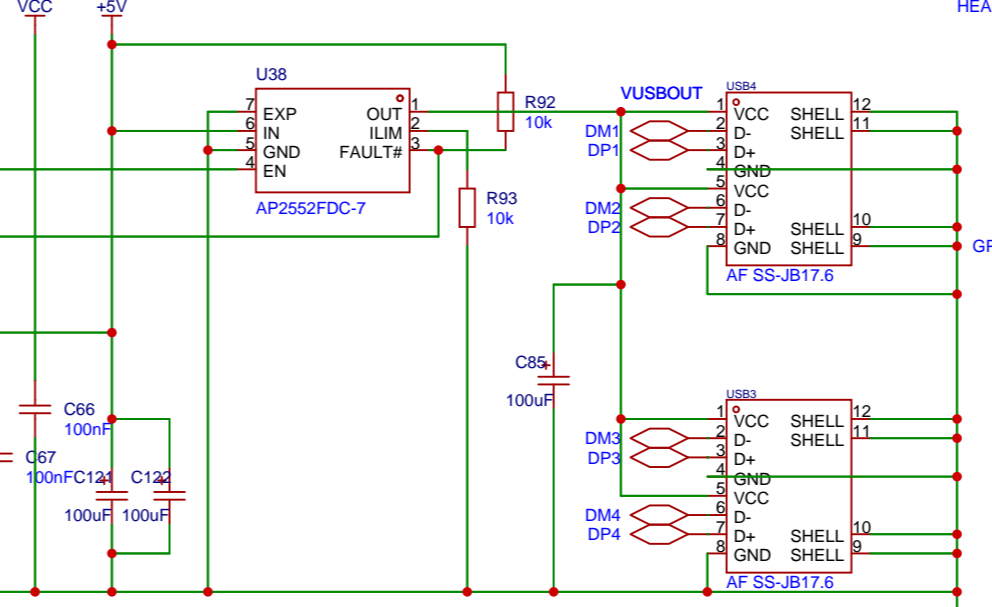 VCC +5V HEA
U38
7 EXP OUT 1
6 IN ILIM 2
5 GND FAULT# 3
4 EN
AP2552FDC-7
R92
10k
R93
10k
VUSBOUT
USB4
1 VCC SHELL 12
DM1 2 D- SHELL 11
DP1 3 D+
4 GND
5 VCC
DM2 6 D-
DP2 7 D+ SHELL 10
8 GND SHELL 9
GF
AF SS-JB17.6
C85
+
100uF
C66
100nF
C67
100nF
C121
+
100uF
C122
+
100uF
USB3
1 VCC SHELL 12
DM3 2 D- SHELL 11
DP3 3 D+
4 GND
5 VCC
DM4 6 D-
DP4 7 D+ SHELL 10
8 GND SHELL 9
AF SS-JB17.6